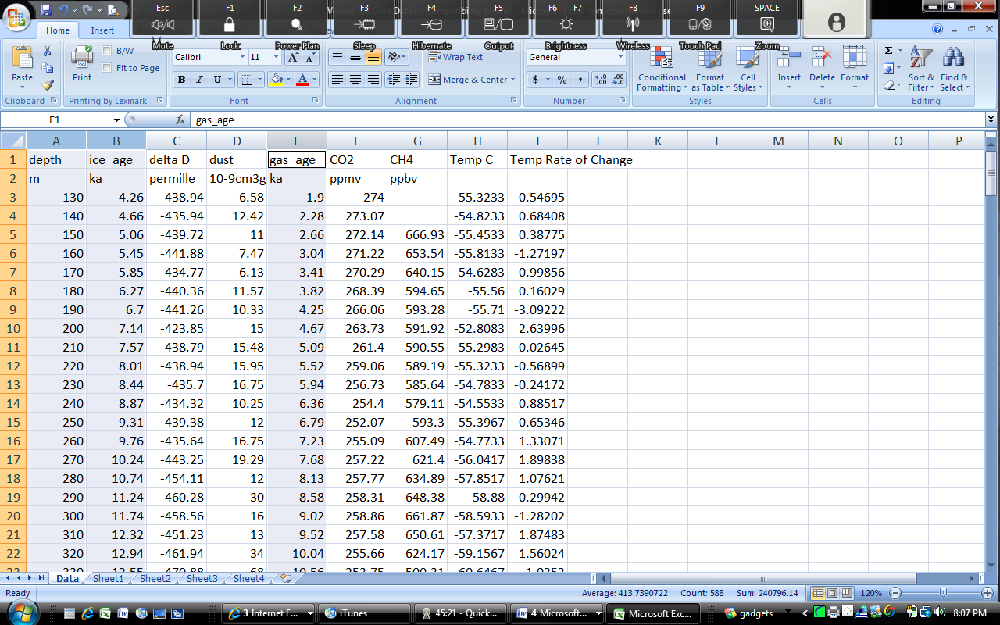 Esc F1 F2 F3 F4 F5 F6 F7 F8 F9 SPACE
Mute Lock Power Plan Sleep Hibernate Output Brightness Wireless Touch Pad Zoom
Home Insert
Paste Print B/W Fit to Page
Calibri 11 A A Wrap Text General
B I U A Merge & Center $ % ,
Conditional Formatting Format as Table Cell Styles Insert Delete Format Sort & Filter Find & Select
Clipboard Printing by Lexmark Font Alignment Number Styles Cells Editing
E1 fx gas_age
A B C D E F G H I J K L M N O P
1 depth ice_age delta D dust gas_age CO2 CH4 Temp C Temp Rate of Change
2 m ka permille 10-9cm3g ka ppmv ppbv
3 130 4.26 -438.94 6.58 1.9 274 -55.3233 -0.54695
4 140 4.66 -435.94 12.42 2.28 273.07 -54.8233 0.68408
5 150 5.06 -439.72 11 2.66 272.14 666.93 -55.4533 0.38775
6 160 5.45 -441.88 7.47 3.04 271.22 653.54 -55.8133 -1.27197
7 170 5.85 -434.77 6.13 3.41 270.29 640.15 -54.6283 0.99856
8 180 6.27 -440.36 11.57 3.82 268.39 594.65 -55.56 0.16029
9 190 6.7 -441.26 10.33 4.25 266.06 593.28 -55.71 -3.09222
10 200 7.14 -423.85 15 4.67 263.73 591.92 -52.8083 2.63996
11 210 7.57 -438.79 15.48 5.09 261.4 590.55 -55.2983 0.02645
12 220 8.01 -438.94 15.95 5.52 259.06 589.19 -55.3233 -0.56899
13 230 8.44 -435.7 16.75 5.94 256.73 585.64 -54.7833 -0.24172
14 240 8.87 -434.32 10.25 6.36 254.4 579.11 -54.5533 0.88517
15 250 9.31 -439.38 12 6.79 252.07 593.3 -55.3967 -0.65346
16 260 9.76 -435.64 16.75 7.23 255.09 607.49 -54.7733 1.33071
17 270 10.24 -443.25 19.29 7.68 257.22 621.4 -56.0417 1.89838
18 280 10.74 -454.11 12 8.13 257.77 634.89 -57.8517 1.07621
19 290 11.24 -460.28 30 8.58 258.31 648.38 -58.88 -0.29942
20 300 11.74 -458.56 16 9.02 258.86 661.87 -58.5933 -1.28202
21 310 12.32 -451.23 13 9.52 257.58 650.61 -57.3717 1.87483
22 320 12.94 -461.94 34 10.04 255.66 624.17 -59.1567 1.56024
Data Sheet1 Sheet2 Sheet3 Sheet4
Ready Average: 413.7390722 Count: 588 Sum: 240796.14 120%
3 Internet E... iTunes 45:21 - Quick... 4 Microsoft... Microsoft Exc... gadgets 8:07 PM